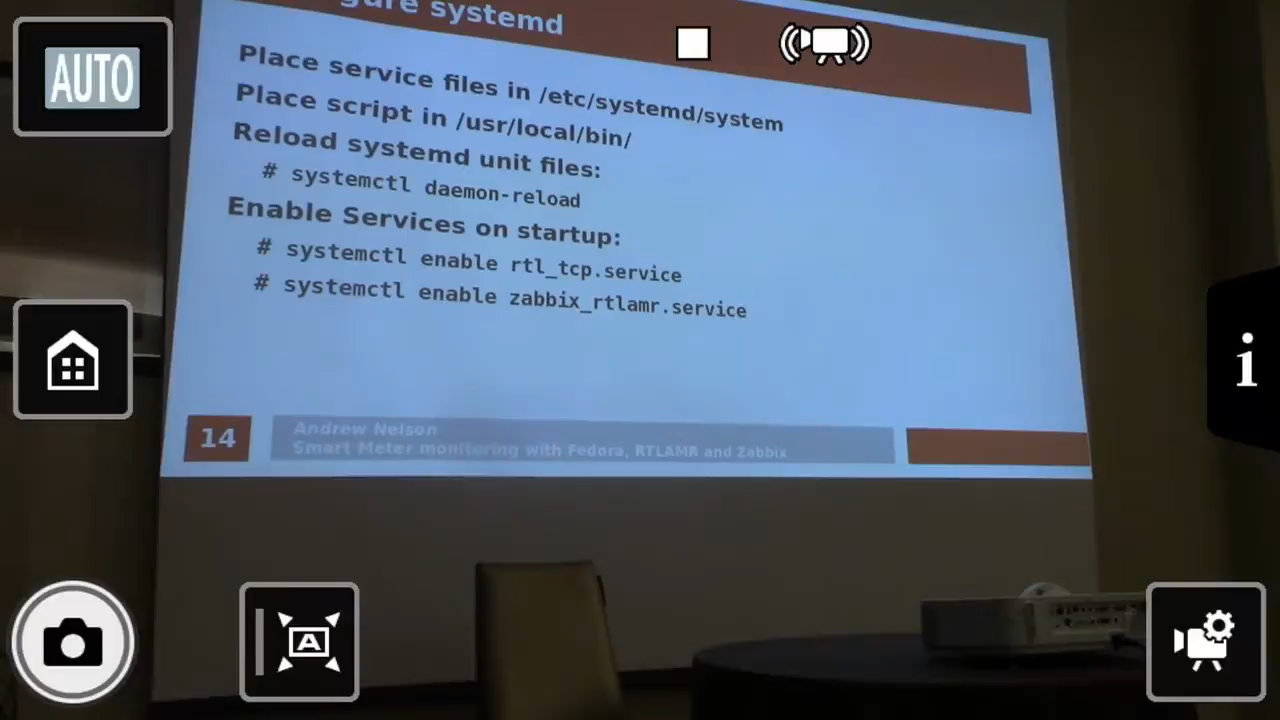 gure systemd
AUTO
Place service files in /etc/systemd/system
Place script in /usr/local/bin/
Reload systemd unit files:
# systemctl daemon-reload
Enable Services on startup:
# systemctl enable rtl_tcp.service
# systemctl enable zabbix_rtlamr.service
i
14
Andrew Nelson
Smart Meter monitoring with Fedora, RTLAMR and Zabbix
A